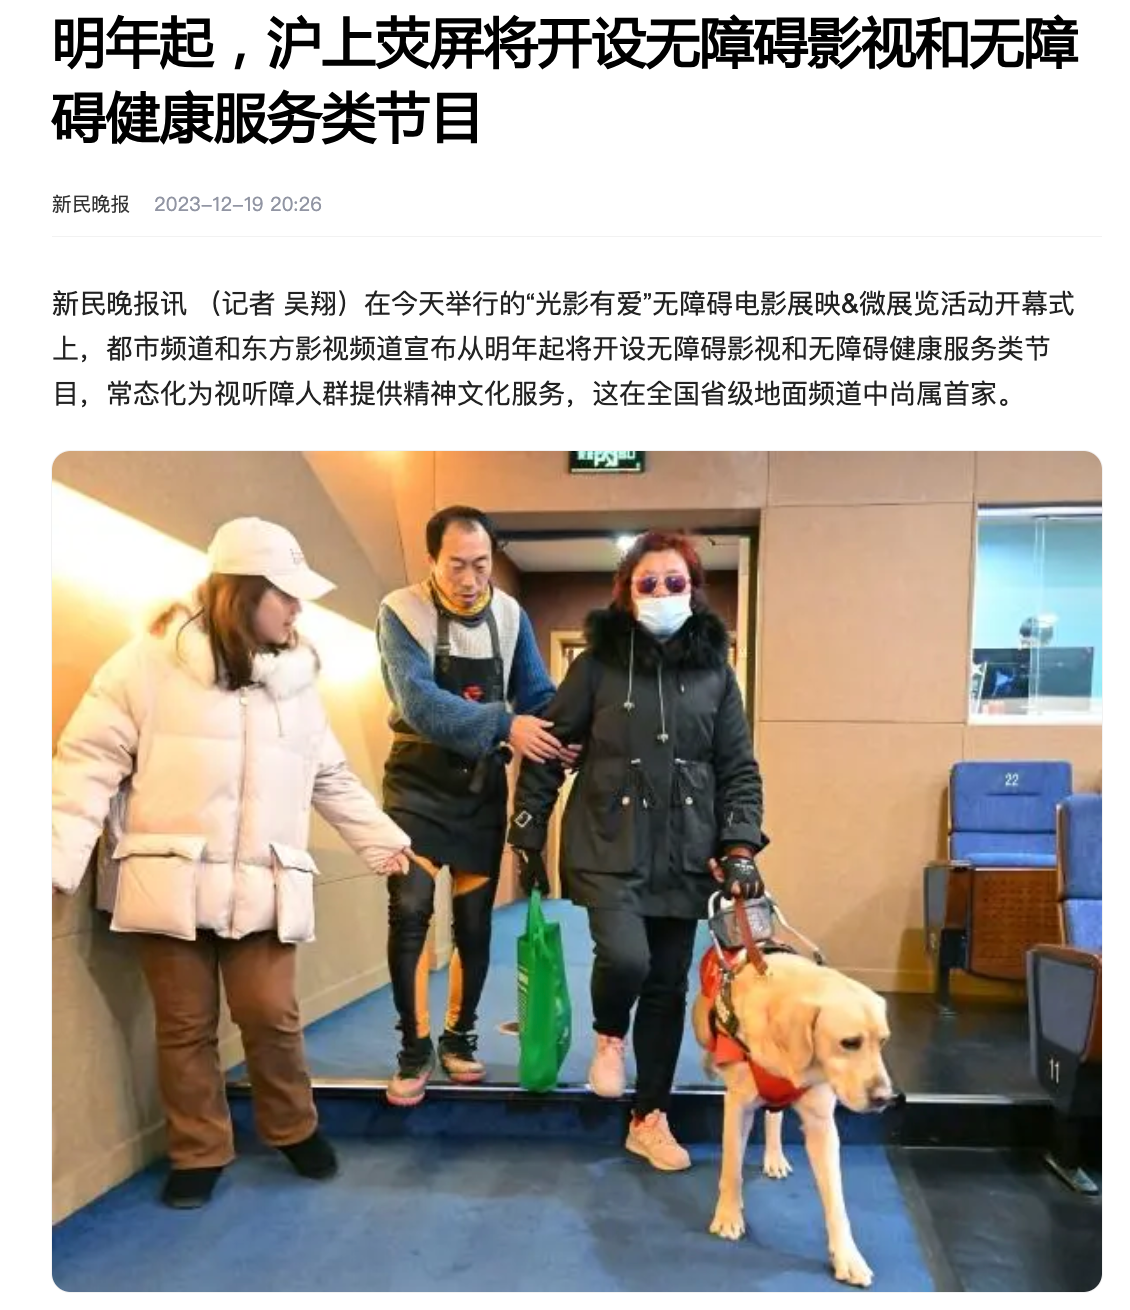 明年起，沪上荧屏将开设无障碍影视和无障
碍健康服务类节目
新民晚报 2023-12-19 20:26
新民晚报讯 （记者 吴翔）在今天举行的“光影有爱”无障碍电影展映&微展览活动开幕式
上，都市频道和东方影视频道宣布从明年起将开设无障碍影视和无障碍健康服务类节
目，常态化为视听障人群提供精神文化服务，这在全国省级地面频道中尚属首家。
22
11